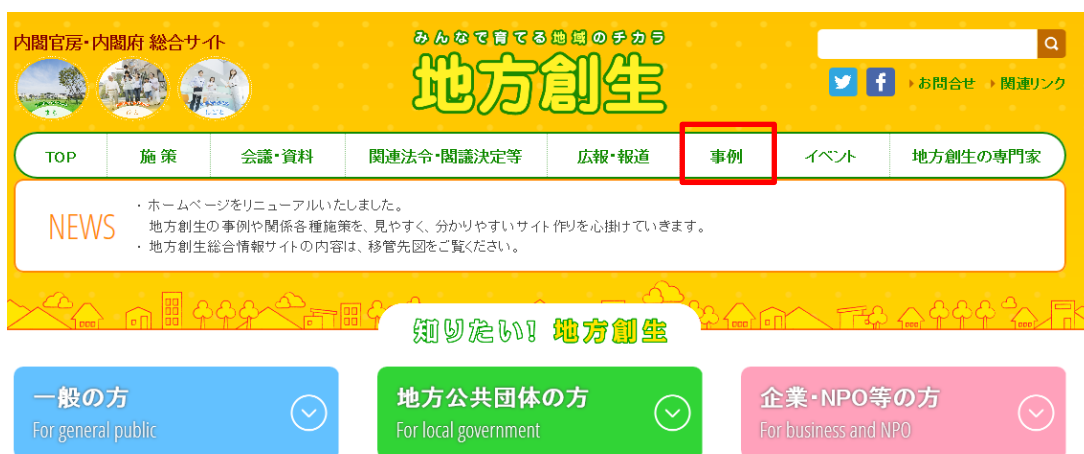 内閣官房・内閣府 総合サイト
みんなで育てる地域のチカラ
地方創生
まち
ひと
しごと
お問合せ
関連リンク
TOP
施策
会議・資料
関連法令・閣議決定等
広報・報道
事例
イベント
地方創生の専門家
NEWS
・ホームページをリニューアルいたしました。
地方創生の事例や関係各種施策を、見やすく、分かりやすいサイト作りを心掛けていきます。
・地方創生総合情報サイトの内容は、移管先図をご覧ください。
知りたい! 地方創生
一般の方
For general public
地方公共団体の方
For local government
企業・NPO等の方
For business and NPO